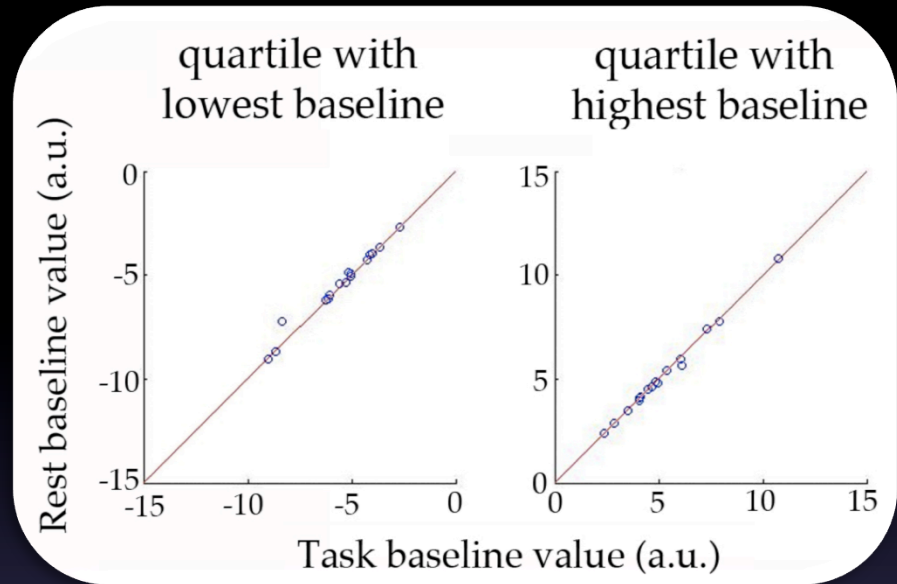 quartile with
lowest baseline
quartile with
highest baseline
Rest baseline value (a.u.)
0
-5
-10
-15
-15
-10
-5
0
15
10
5
0
0
5
10
15
Task baseline value (a.u.)